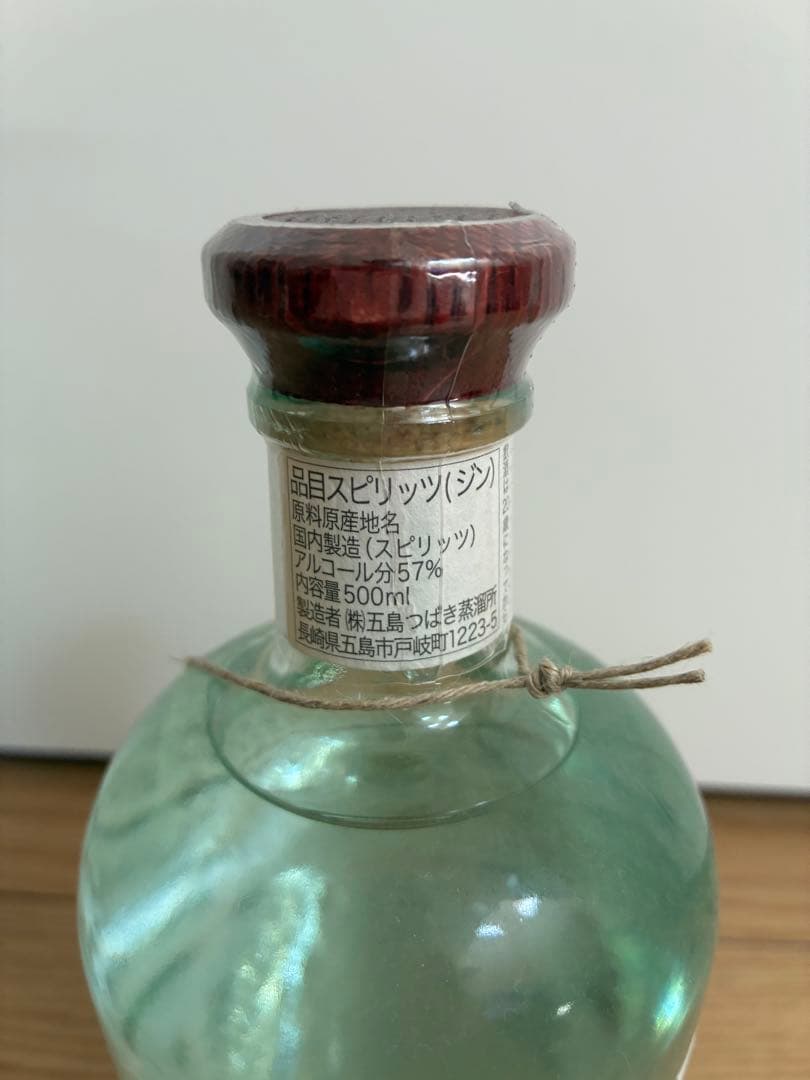 品目スピリッツ(ジン)
原料原産地名
国内製造(スピリッツ)
アルコール分57%
内容量500ml
製造者 ㈱五島つばき蒸溜所
長崎県五島市戸岐町1223-5